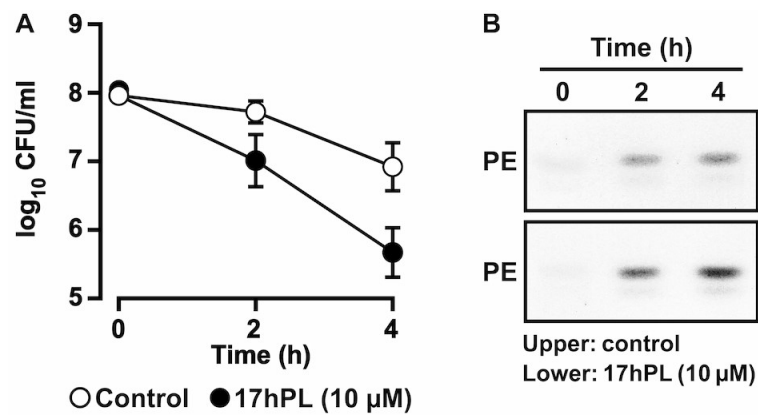 A
9
8
7
6
5
log10 CFU/ml
0
2
4
Time (h)
Control
17hPL (10 μM)
B
Time (h)
0
2
4
PE
PE
Upper: control
Lower: 17hPL (10 μM)